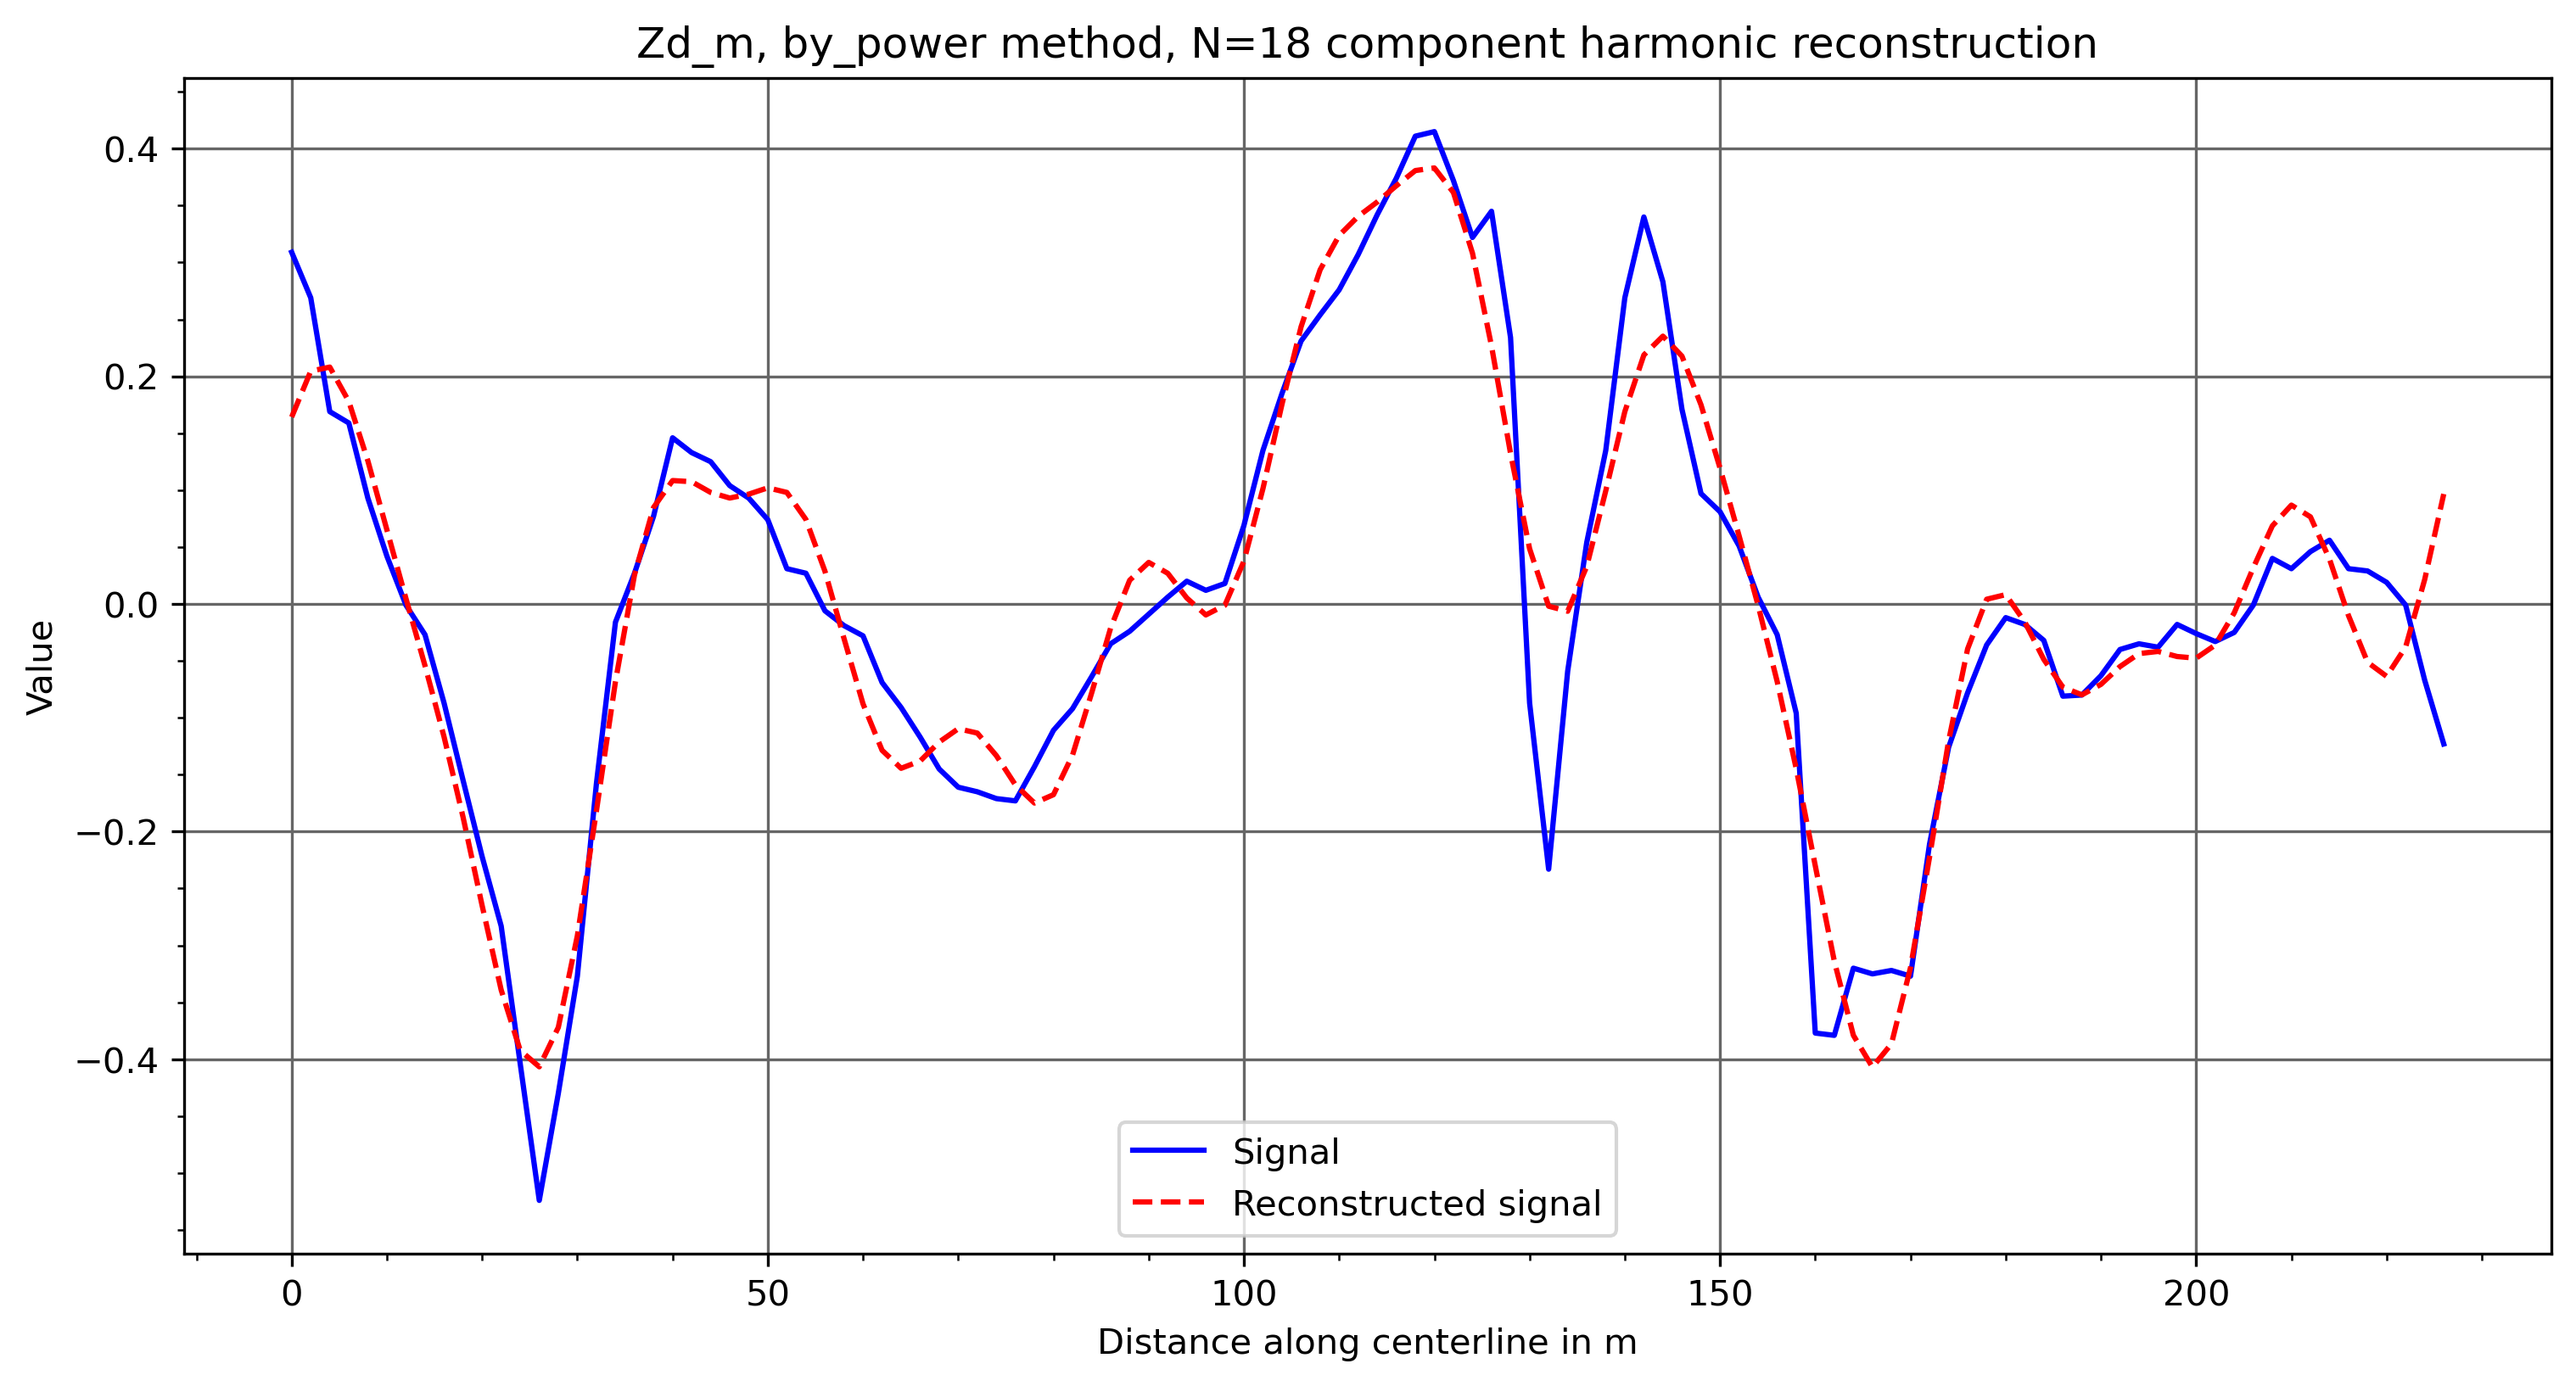 Zd_m, by_power method, N=18 component harmonic reconstruction
Value
0.4
0.2
0.0
−0.2
−0.4
Signal
Reconstructed signal
0 50 100 150 200
Distance along centerline in m